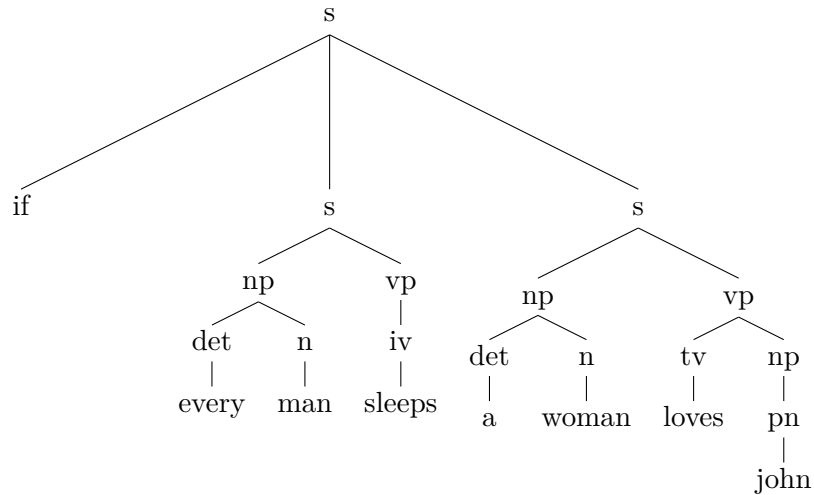 s
if s s
np vp np vp
det n iv det n tv np
every man sleeps a woman loves pn
john